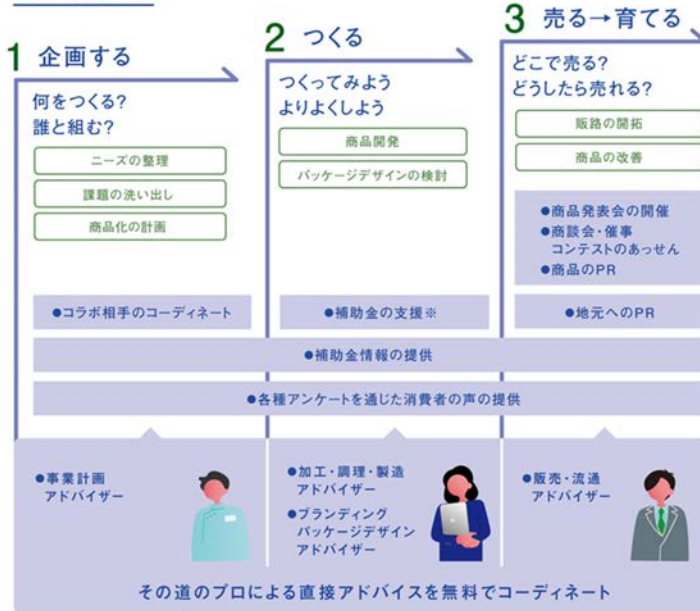 1 企画する
何をつくる?
誰と組む?
ニーズの整理
課題の洗い出し
商品化の計画
●コラボ相手のコーディネート
2 つくる
つくってみよう
よりよくしよう
商品開発
パッケージデザインの検討
●補助金の支援※
3 売る→育てる
どこで売る?
どうしたら売れる?
販路の開拓
商品の改善
●商品発表会の開催
●商談会・催事
コンテストのあっせん
●商品のPR
●地元へのPR
●補助金情報の提供
●各種アンケートを通じた消費者の声の提供
●事業計画
アドバイザー
●加工・調理・製造
アドバイザー
●ブランディング
パッケージデザイン
アドバイザー
●販売・流通
アドバイザー
その道のプロによる直接アドバイスを無料でコーディネート